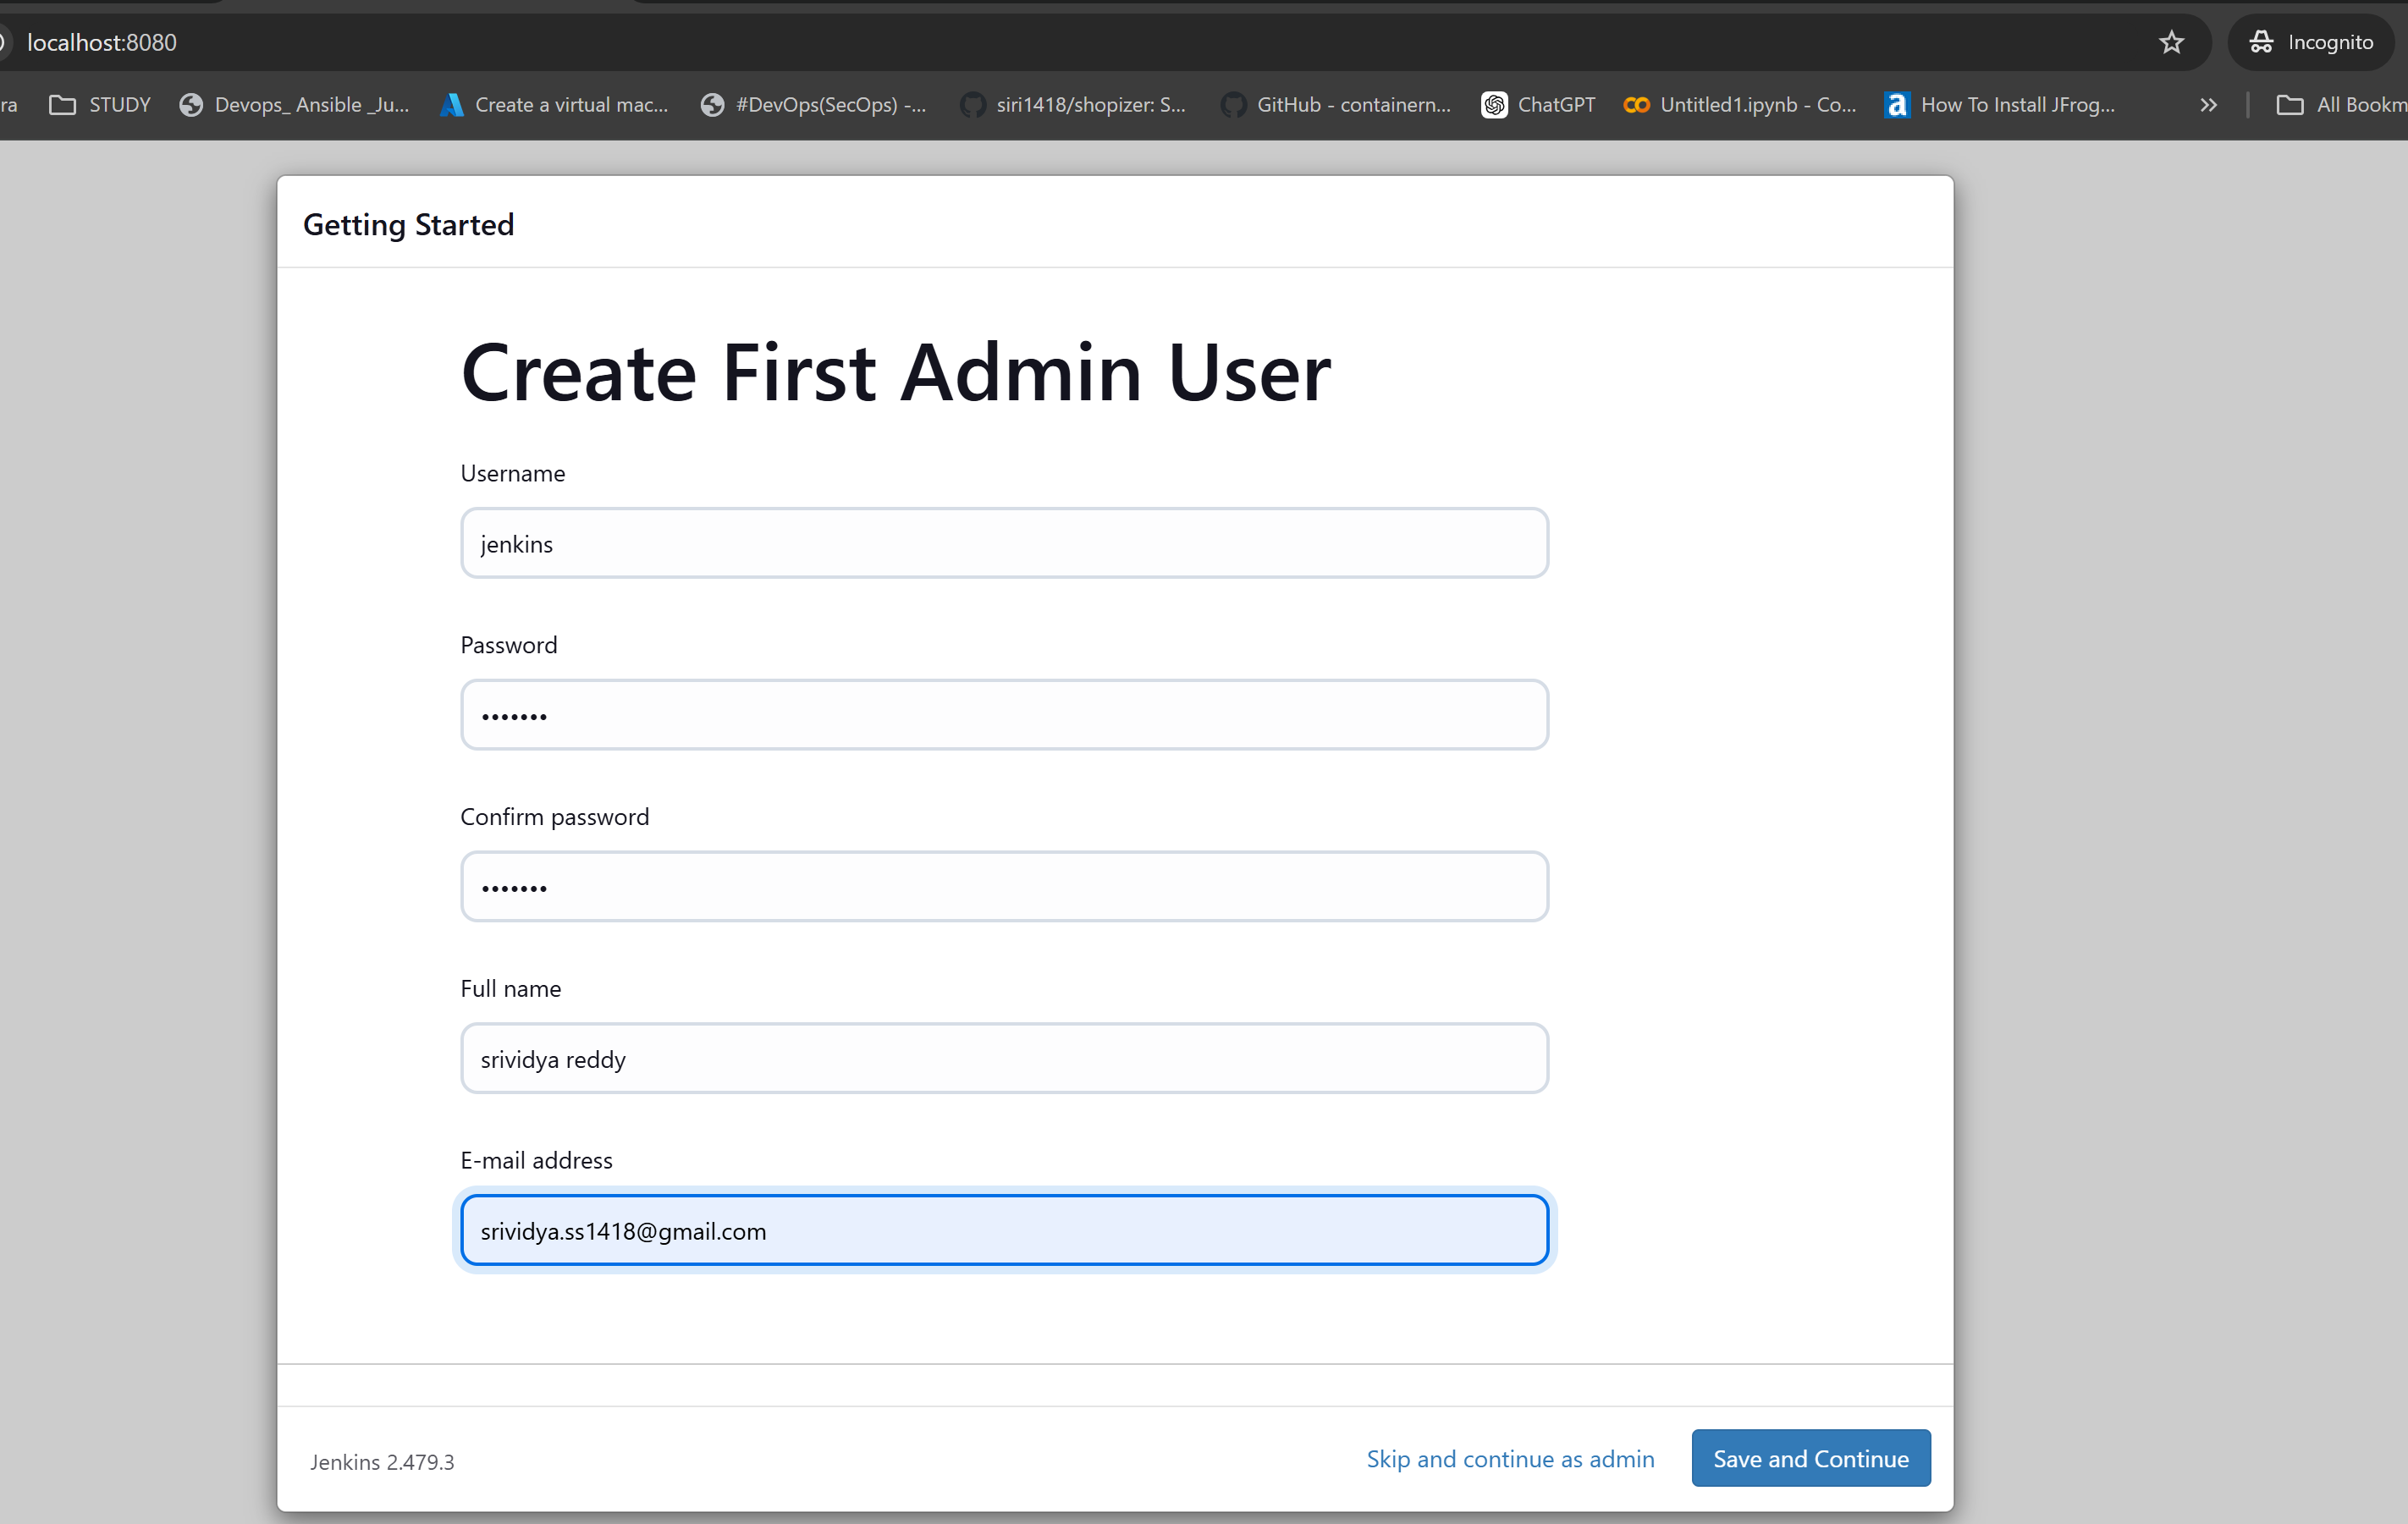 localhost:8080
Incognito
ra STUDY Devops_ Ansible _Ju... Create a virtual mac... #DevOps(SecOps) -... siri1418/shopizer: S... GitHub - containern... ChatGPT Untitled1.ipynb - Co... How To Install JFrog... All Bookm
Getting Started
Create First Admin User
Username
jenkins
Password
•••••••
Confirm password
•••••••
Full name
srividya reddy
E-mail address
srividya.ss1418@gmail.com
Jenkins 2.479.3
Skip and continue as admin
Save and Continue